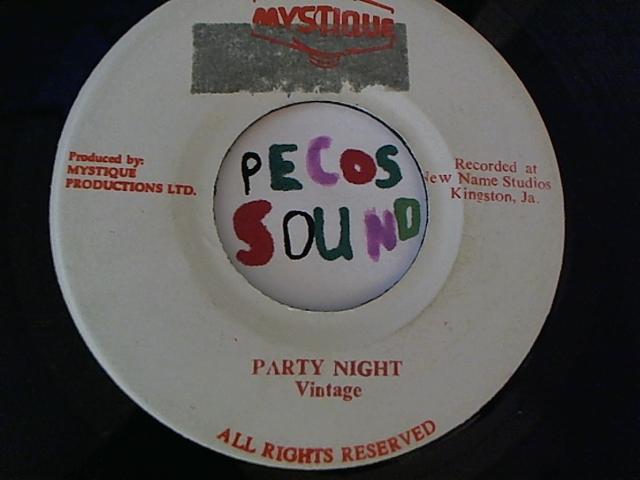 MYSTIQUE
Produced by:
MYSTIQUE
PRODUCTIONS LTD.
PECOS
SOUND
Recorded at
New Name Studios
Kingston, Ja.
PARTY NIGHT
Vintage
ALL RIGHTS RESERVED